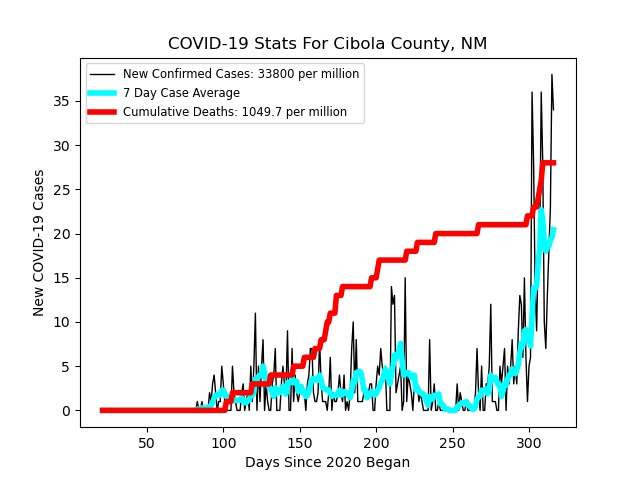 COVID-19 Stats For Cibola County, NM
New Confirmed Cases: 33800 per million
7 Day Case Average
Cumulative Deaths: 1049.7 per million
New COVID-19 Cases
35
30
25
20
15
10
5
0
50 100 150 200 250 300
Days Since 2020 Began